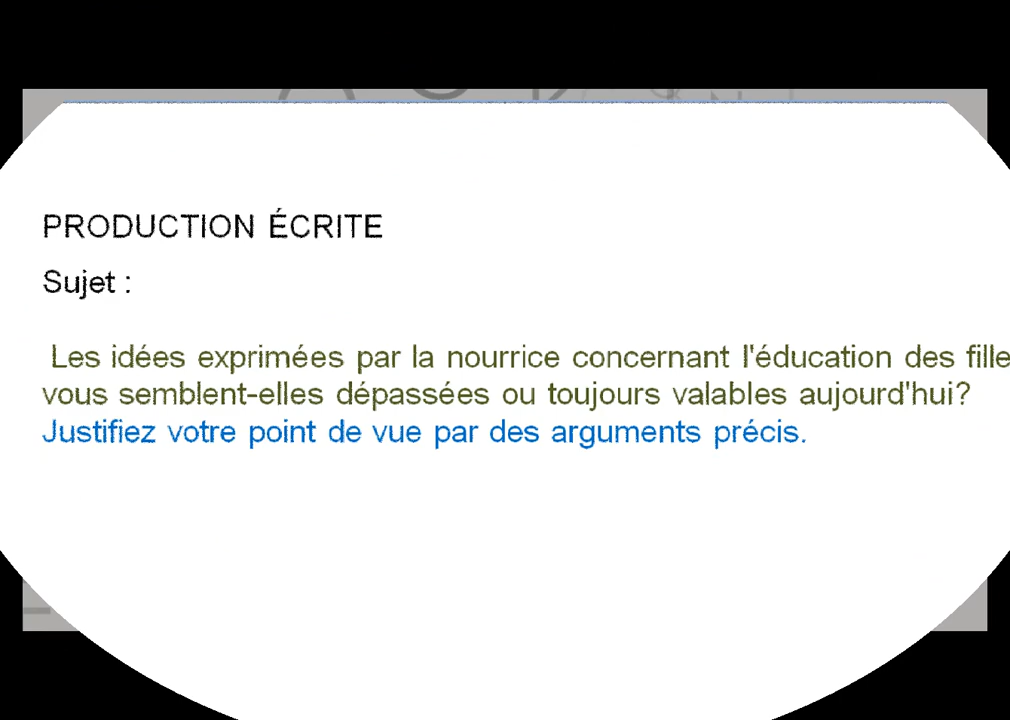 PRODUCTION ÉCRITE
Sujet :
Les idées exprimées par la nourrice concernant l'éducation des fille
vous semblent-elles dépassées ou toujours valables aujourd'hui?
Justifiez votre point de vue par des arguments précis.